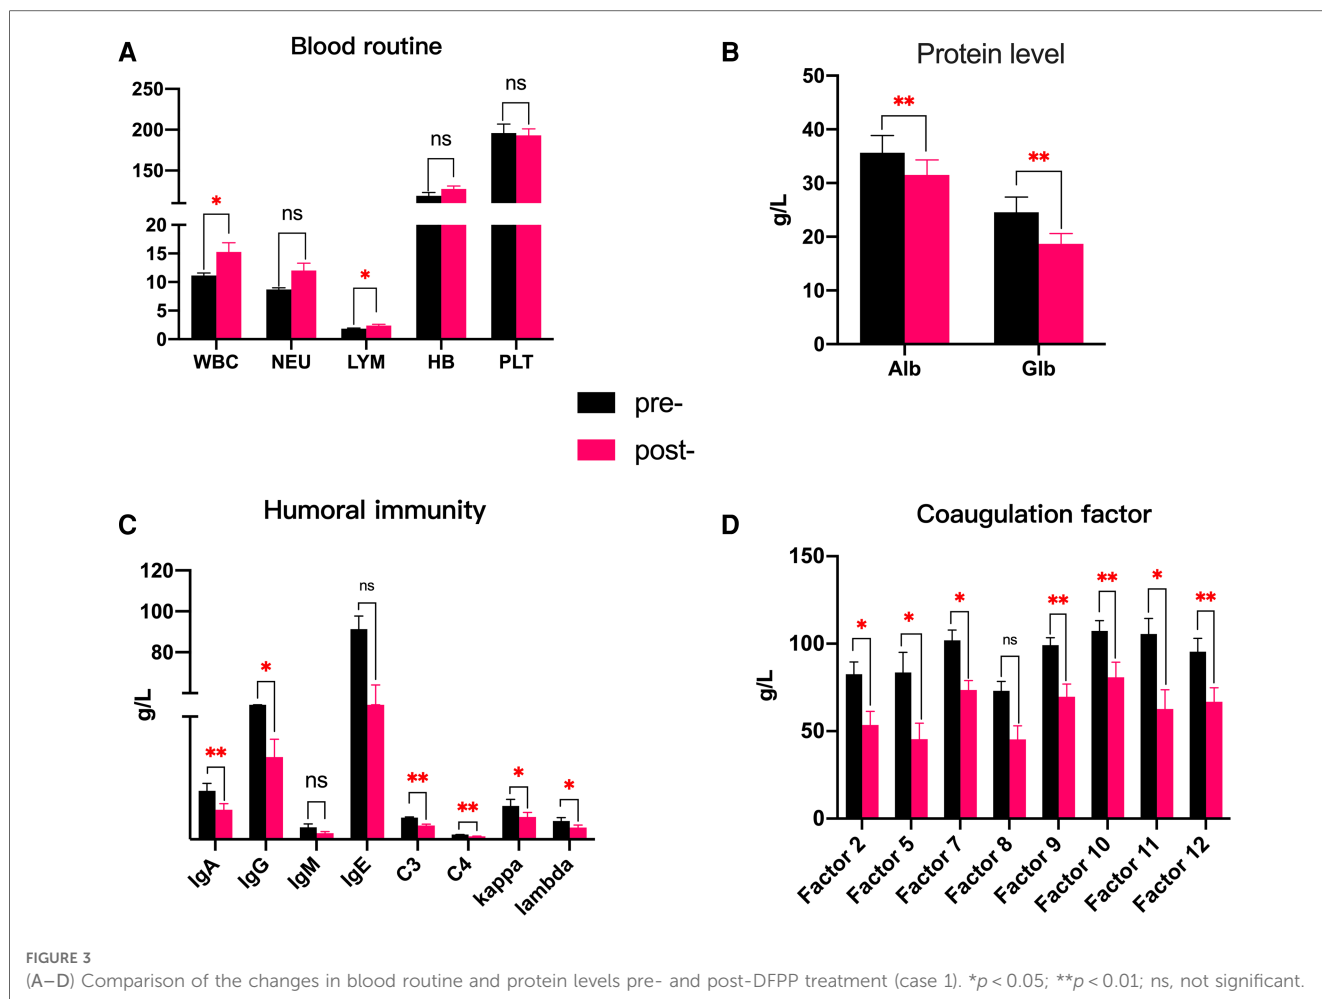 A
Blood routine
250
200
150
20
15
10
5
0
*
ns
*
ns
ns
WBC NEU LYM HB PLT
B
Protein level
g/L
50
40
30
20
10
0
**
**
Alb Glb
pre-
post-
C
Humoral immunity
g/L
120
100
80
**
*
ns
ns
**
**
*
*
IgA IgG IgM IgE C3 C4 kappa lambda
D
Coaugulation factor
g/L
150
100
50
0
*
*
*
ns
**
**
*
**
Factor 2 Factor 5 Factor 7 Factor 8 Factor 9 Factor 10 Factor 11 Factor 12
FIGURE 3
(A–D) Comparison of the changes in blood routine and protein levels pre- and post-DFPP treatment (case 1). *p < 0.05; **p < 0.01; ns, not significant.